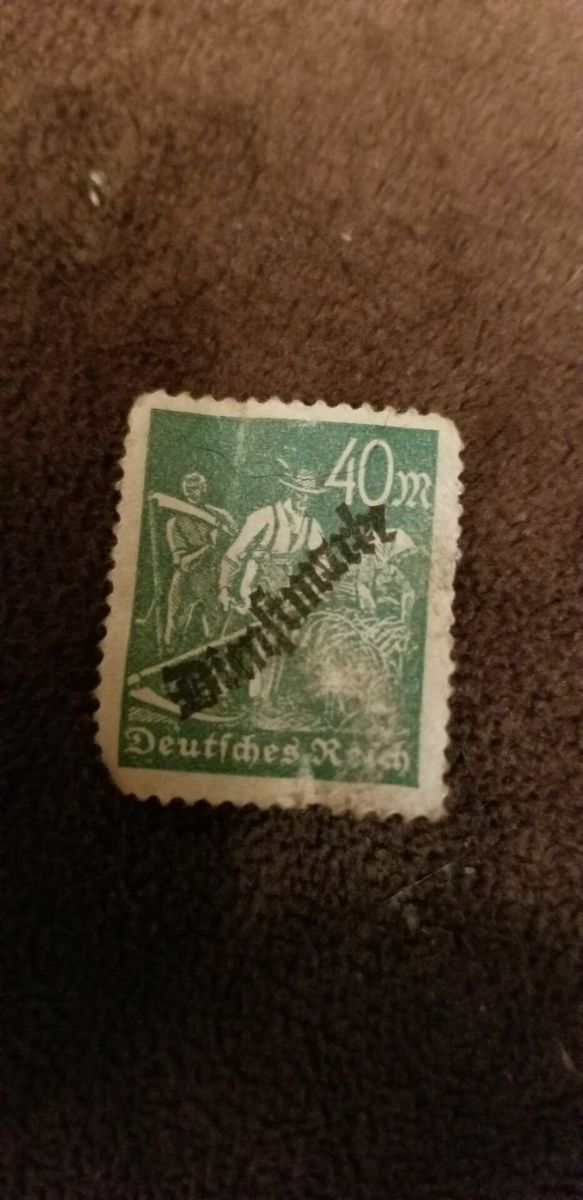 40M
Dienstmarke
Deutsches Reich